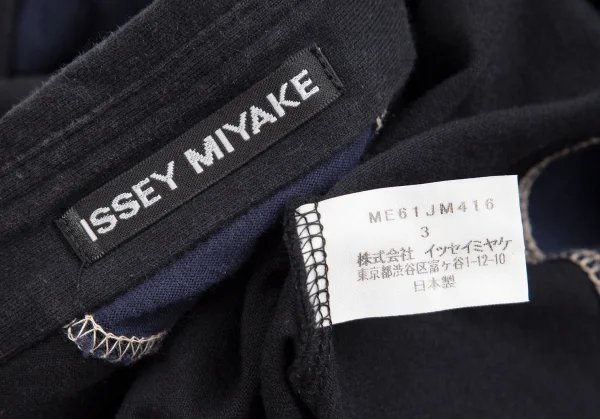 ISSEY MIYAKE
ME61JM416
3
株式会社 イツセイミヤケ
東京都渋谷区富ヶ谷1-12-10
日本製